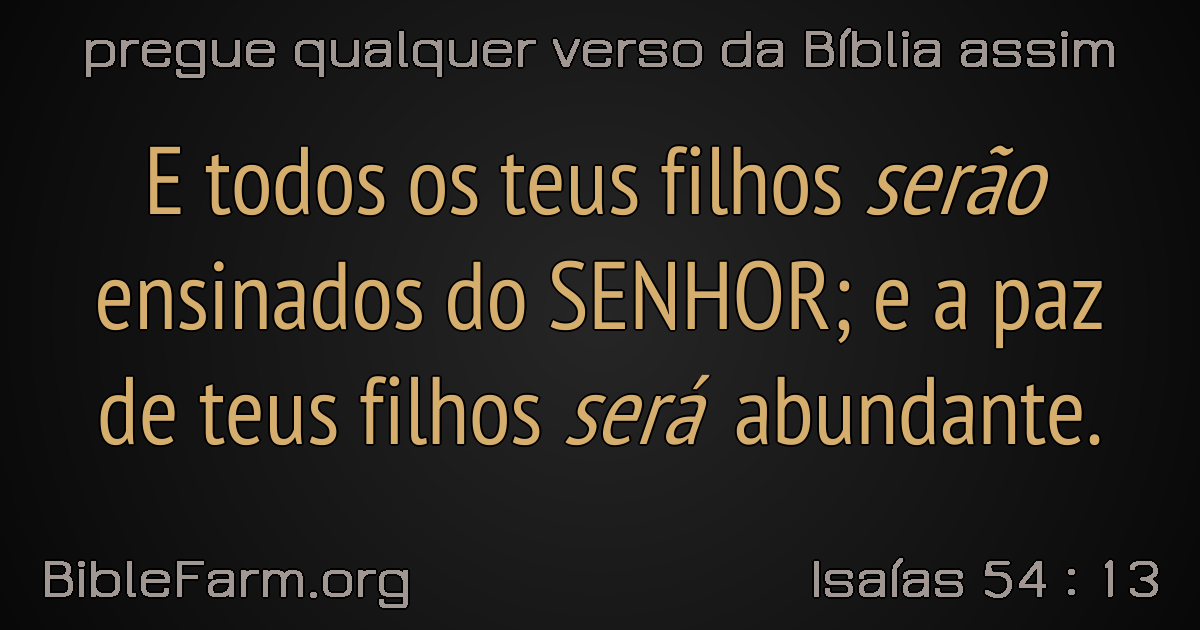 pregue qualquer verso da Bíblia assim
E todos os teus filhos serão
ensinados do SENHOR; e a paz
de teus filhos será abundante.
BibleFarm.org
Isaías 54 : 13